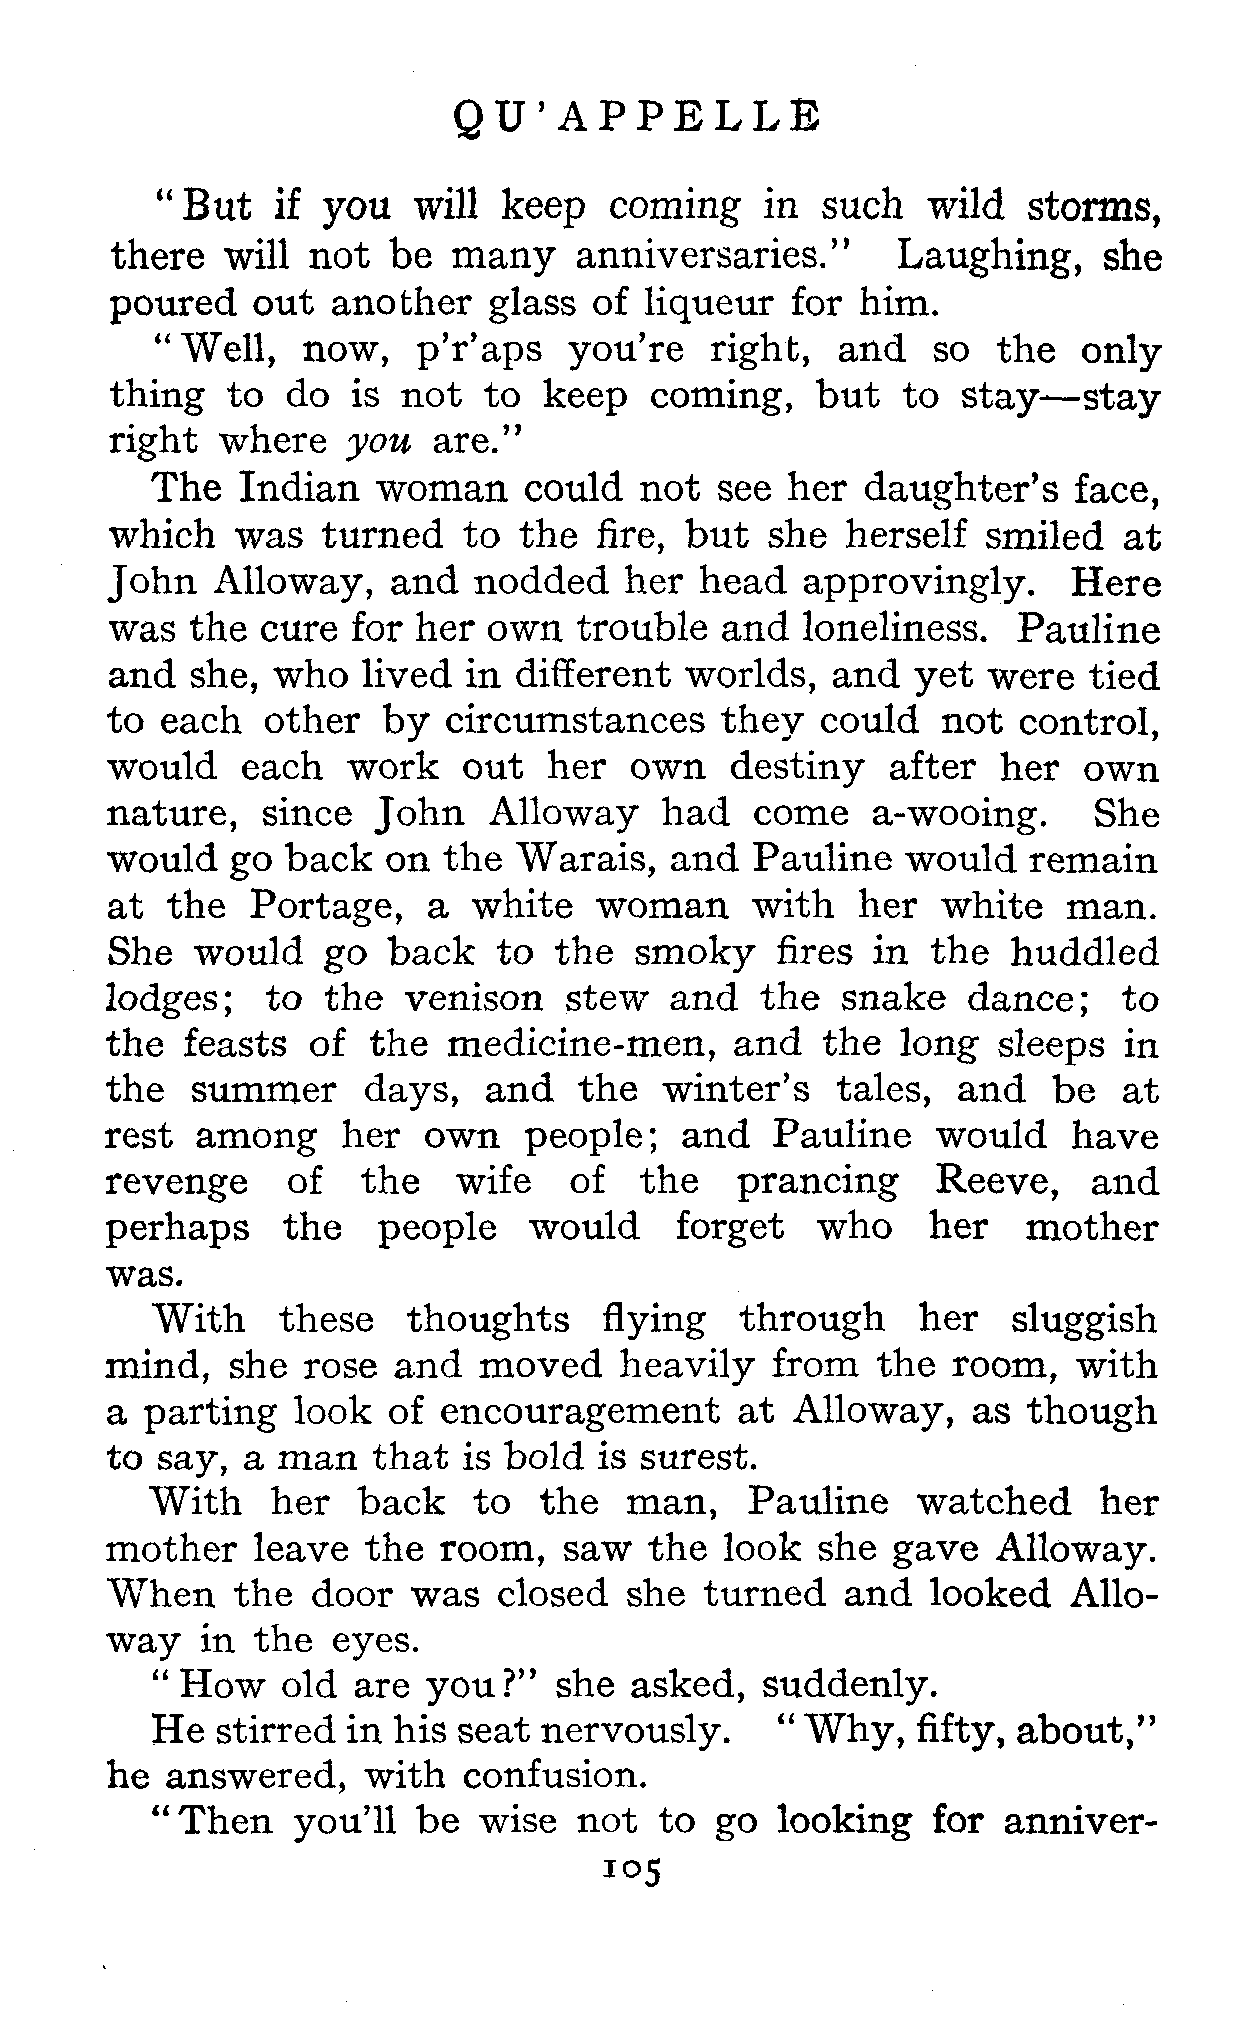 QU'APPELLE
"But if you will keep coming in such wild storms,
there will not be many anniversaries." Laughing, she
poured out another glass of liqueur for him.
"Well, now, p'r'aps you're right, and so the only
thing to do is not to keep coming, but to stay—stay
right where you are."
The Indian woman could not see her daughter's face,
which was turned to the fire, but she herself smiled at
John Alloway, and nodded her head approvingly. Here
was the cure for her own trouble and loneliness. Pauline
and she, who lived in different worlds, and yet were tied
to each other by circumstances they could not control,
would each work out her own destiny after her own
nature, since John Alloway had come a-wooing. She
would go back on the Warais, and Pauline would remain
at the Portage, a white woman with her white man.
She would go back to the smoky fires in the huddled
lodges; to the venison stew and the snake dance; to
the feasts of the medicine-men, and the long sleeps in
the summer days, and the winter's tales, and be at
rest among her own people; and Pauline would have
revenge of the wife of the prancing Reeve, and
perhaps the people would forget who her mother
was.
With these thoughts flying through her sluggish
mind, she rose and moved heavily from the room, with
a parting look of encouragement at Alloway, as though
to say, a man that is bold is surest.
With her back to the man, Pauline watched her
mother leave the room, saw the look she gave Alloway.
When the door was closed she turned and looked Allo-
way in the eyes.
"How old are you?" she asked, suddenly.
He stirred in his seat nervously. "Why, fifty, about,"
he answered, with confusion.
"Then you'll be wise not to go looking for anniver-
105